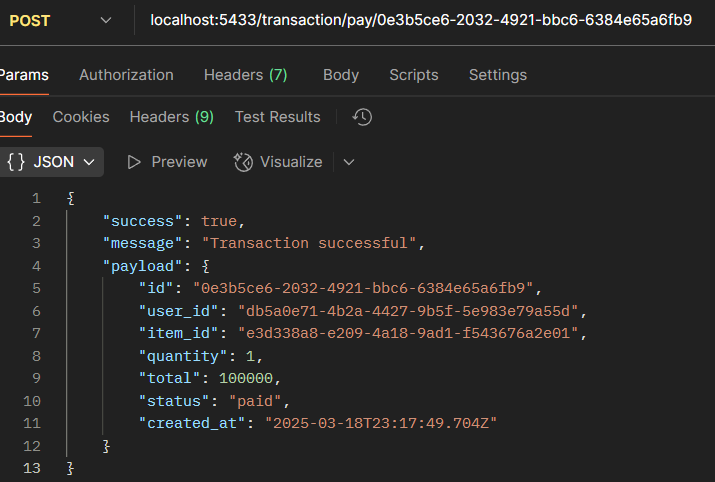 POST localhost:5433/transaction/pay/0e3b5ce6-2032-4921-bbc6-6384e65a6fb9
Params Authorization Headers (7) Body Scripts Settings
Body Cookies Headers (9) Test Results
{} JSON Preview Visualize
1 {
2 "success": true,
3 "message": "Transaction successful",
4 "payload": {
5 "id": "0e3b5ce6-2032-4921-bbc6-6384e65a6fb9",
6 "user_id": "db5a0e71-4b2a-4427-9b5f-5e983e79a55d",
7 "item_id": "e3d338a8-e209-4a18-9ad1-f543676a2e01",
8 "quantity": 1,
9 "total": 100000,
10 "status": "paid",
11 "created_at": "2025-03-18T23:17:49.704Z"
12 }
13 }